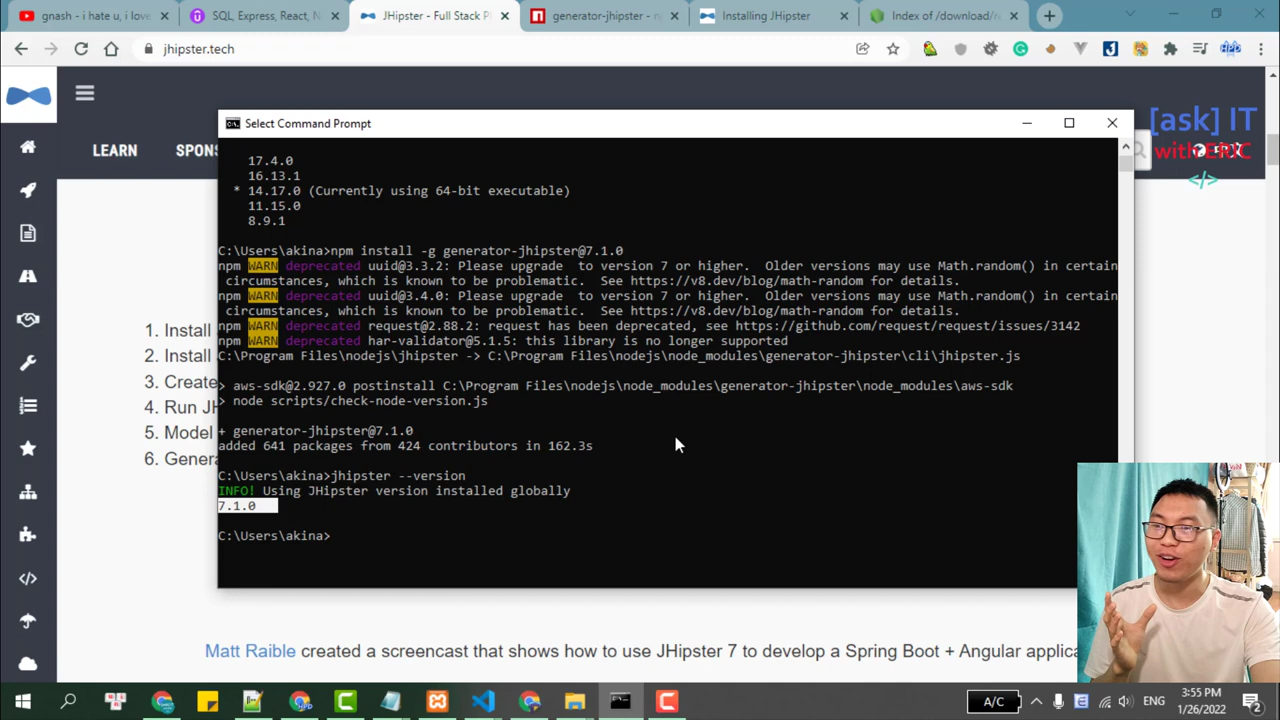 gnash - i hate u, i love
SQL, Express, React, N
JHipster - Full Stack Pl
generator-jhipster - np
Installing JHipster
Index of /download/re
jhipster.tech
LEARN
SPONS
[ask] IT
with ERIC
</>
Select Command Prompt
17.4.0
16.13.1
* 14.17.0 (Currently using 64-bit executable)
11.15.0
8.9.1
C:\Users\akina>npm install -g generator-jhipster@7.1.0
npm WARN deprecated uuid@3.3.2: Please upgrade  to version 7 or higher.  Older versions may use Math.random() in certain
circumstances, which is known to be problematic.  See https://v8.dev/blog/math-random for details.
npm WARN deprecated uuid@3.4.0: Please upgrade  to version 7 or higher.  Older versions may use Math.random() in certain
circumstances, which is known to be problematic.  See https://v8.dev/blog/math-random for details.
npm WARN deprecated request@2.88.2: request has been deprecated, see https://github.com/request/request/issues/3142
npm WARN deprecated har-validator@5.1.5: this library is no longer supported
C:\Program Files\nodejs\jhipster -> C:\Program Files\nodejs\node_modules\generator-jhipster\cli\jhipster.js
> aws-sdk@2.927.0 postinstall C:\Program Files\nodejs\node_modules\generator-jhipster\node_modules\aws-sdk
> node scripts/check-node-version.js
+ generator-jhipster@7.1.0
added 641 packages from 424 contributors in 162.3s
C:\Users\akina>jhipster --version
INFO! Using JHipster version installed globally
7.1.0
C:\Users\akina>
1. Install
2. Install
3. Create
4. Run JH
5. Model
6. Genera
Matt Raible created a screencast that shows how to use JHipster 7 to develop a Spring Boot + Angular applica
A/C
ENG
3:55 PM
1/26/2022
2